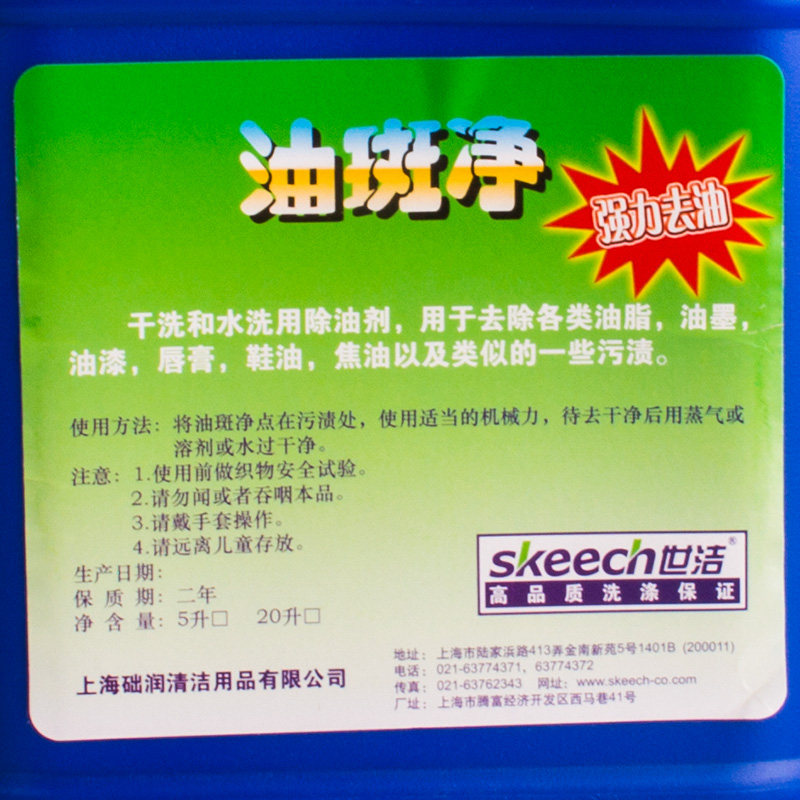 油斑净
强力去油
干洗和水洗用除油剂，用于去除各类油脂，油墨，
油漆，唇膏，鞋油，焦油以及类似的一些污渍。
使用方法：将油斑净点在污渍处，使用适当的机械力，待去干净后用蒸气或
溶剂或水过干净。
注意：1.使用前做织物安全试验。
2.请勿闻或者吞咽本品。
3.请戴手套操作。
4.请远离儿童存放。
生产日期：
保质期：二年
净含量：5升□ 20升□
skeech世洁®
高品质洗涤保证
上海础润清洁用品有限公司
地址：上海市陆家浜路413弄金南新苑5号1401B (200011)
电话：021-63774371, 63774372
传真：021-63762343 网址：www.skeech-co.com
厂址：上海市腾富经济开发区西马巷41号